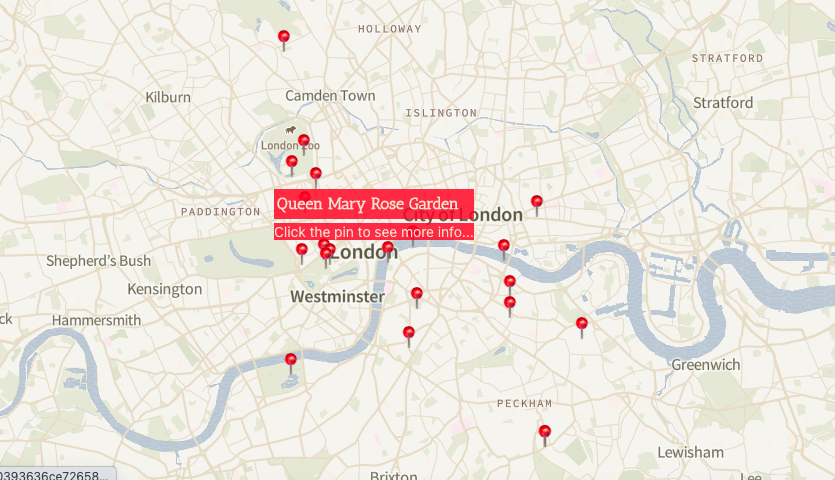 HOLLOWAY
STRATFORD
Kilburn
Camden Town
Stratford
ISLINGTON
London Zoo
Queen Mary Rose Garden
PADDINGTON
City of London
Click the pin to see more info...
London
Shepherd's Bush
Kensington
Westminster
ck
Hammersmith
Greenwich
PECKHAM
Lewisham
Brixton
Lee
0393636ce72658...